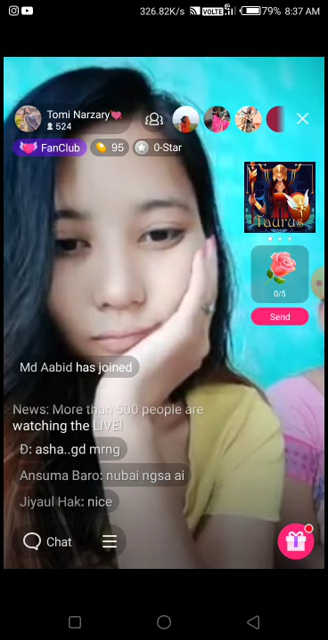 326.82K/s VOLTE 79% 8:37 AM
Tomi Narzary
524
FanClub 95 0-Star
Taurus
0/5
Send
Md Aabid has joined
News: More than 500 people are
watching the LIVE!
Đ: asha..gd mrng
Ansuma Baro: nubai ngsa ai
Jiyaul Hak: nice
Chat